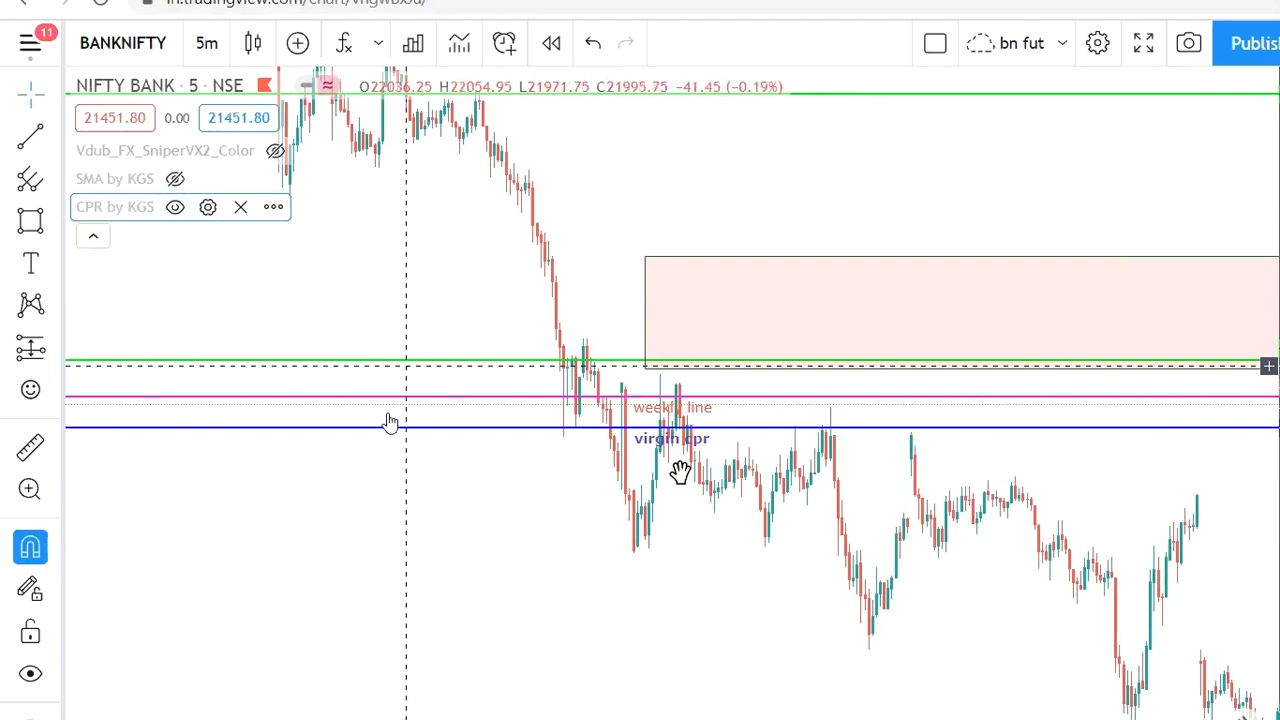 in.tradingview.com/chart/
11
BANKNIFTY 5m bn fut Publish
NIFTY BANK · 5 · NSE O22036.25 H22054.95 L21971.75 C21995.75 −41.45 (−0.19%)
21451.80 0.00 21451.80
Vdub_FX_SniperVX2_Color
SMA by KGS
CPR by KGS
weekly line
virgin cpr